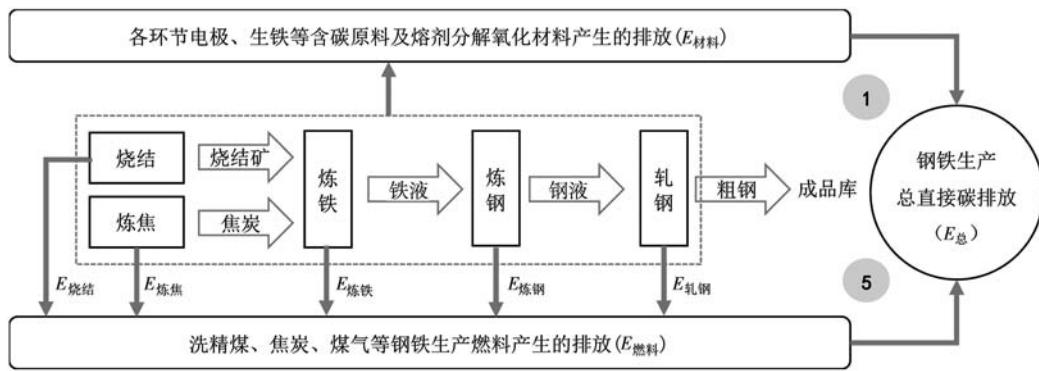 各环节电极、生铁等含碳原料及熔剂分解氧化材料产生的排放(E材料)
1
烧结
烧结矿
炼铁
铁液
炼钢
钢液
轧钢
粗钢
成品库
炼焦
焦炭
钢铁生产
总直接碳排放
（E总）
E烧结
E炼焦
E炼铁
E炼钢
E轧钢
5
洗精煤、焦炭、煤气等钢铁生产燃料产生的排放(E燃料)